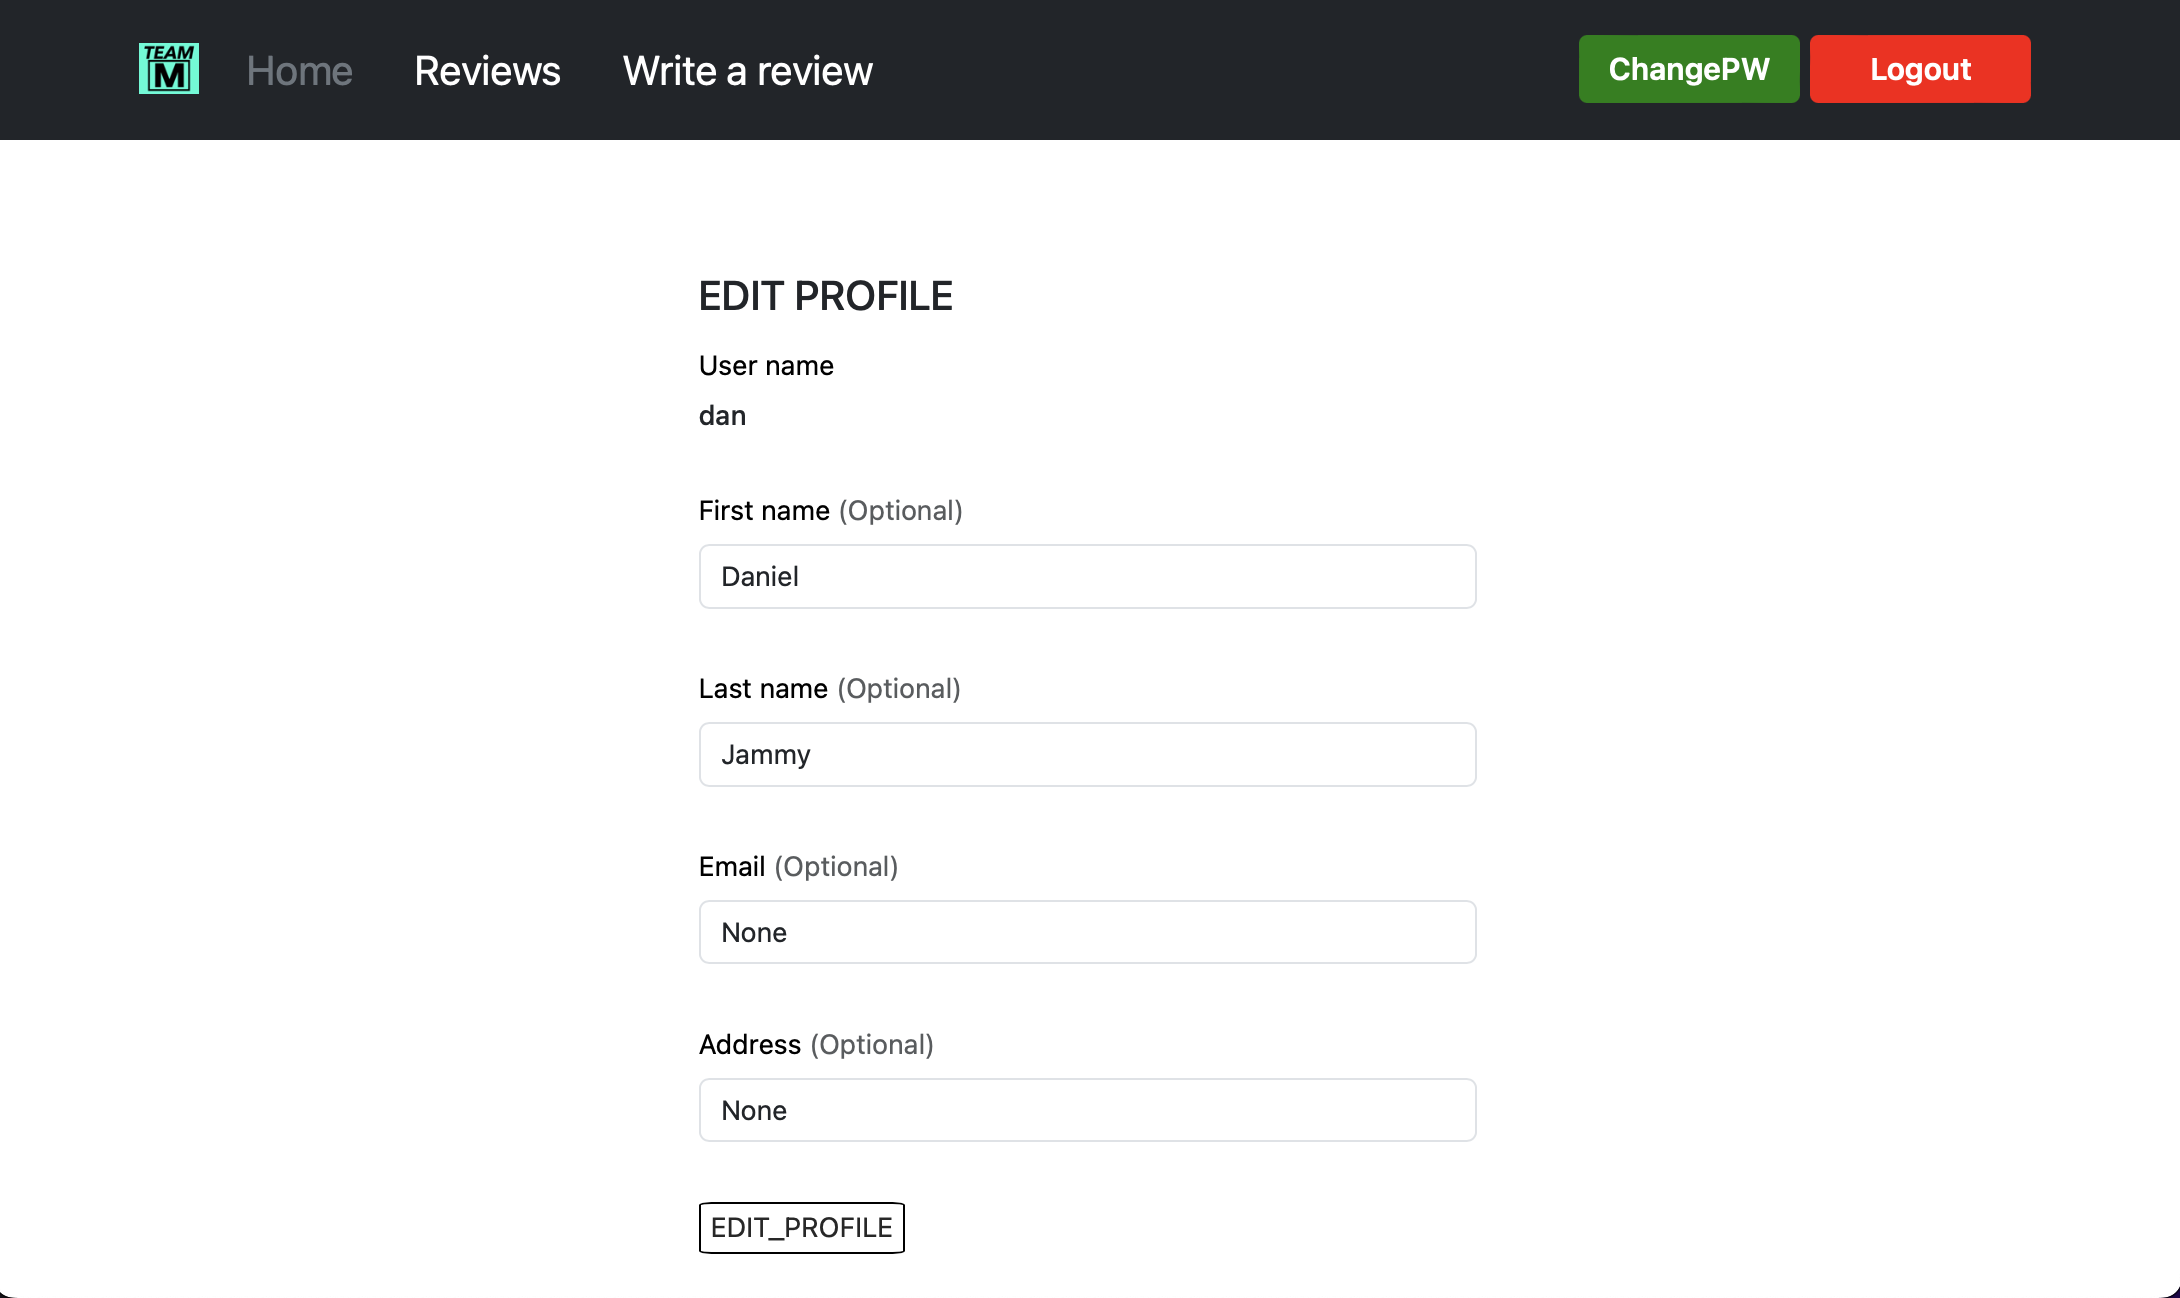 TEAM
M
Home
Reviews
Write a review
ChangePW
Logout
EDIT PROFILE
User name
dan
First name (Optional)
Daniel
Last name (Optional)
Jammy
Email (Optional)
None
Address (Optional)
None
EDIT_PROFILE